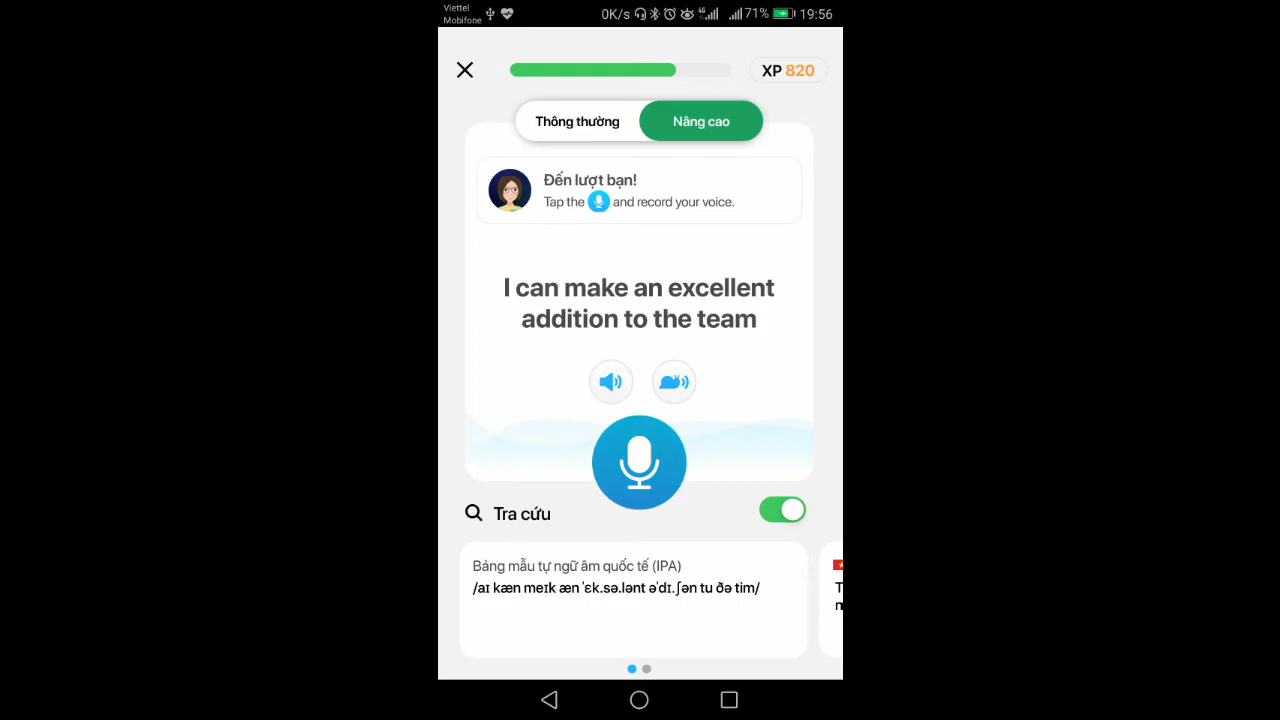 Viettel
Mobifone
0K/s 4G 71% 19:56
XP 820
Thông thường
Nâng cao
Đến lượt bạn!
Tap the and record your voice.
I can make an excellent
addition to the team
Tra cứu
Bảng mẫu tự ngữ âm quốc tế (IPA)
/aɪ kæn meɪk æn ˈɛk.sə.lənt əˈdɪ.ʃən tu ðə tim/